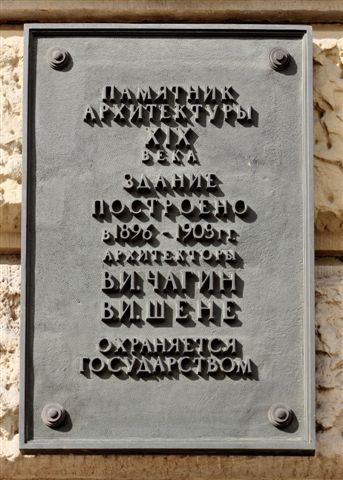 ПАМЯТНИК
АРХИТЕКТУРЫ
XIX
ВЕКА
ЗДАНИЕ
ПОСТРОЕНО
в 1896 - 1903 гг.
АРХИТЕКТОРЫ
В.И. ЧАГИН
В.И. ШЕНЕ
ОХРАНЯЕТСЯ
ГОСУДАРСТВОМ